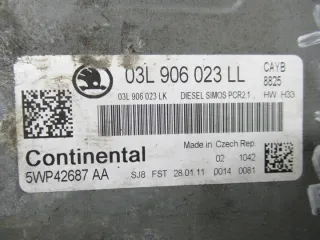 03L 906 023 LL
CAYB
8825
03L 906 023 LK DIESEL SIMOS PCR2.1 HW H33
Made in Czech Rep.
Continental
02 1042
5WP42687 AA SJ8 FST 28.01.11 0014 0081